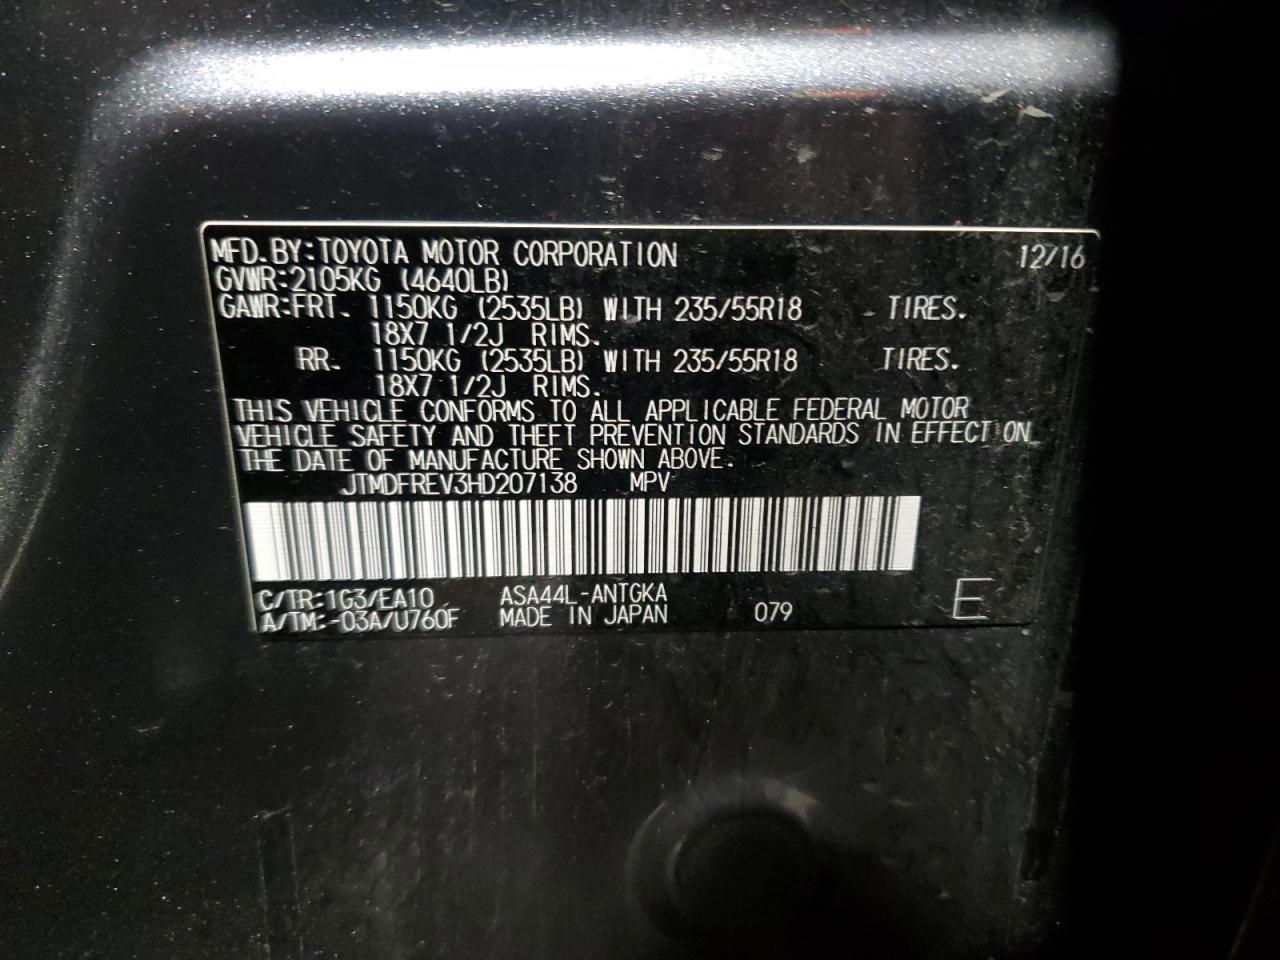 MFD.BY:TOYOTA MOTOR CORPORATION 12/16
GVWR:2105KG (4640LB)
GAWR:FRT. 1150KG (2535LB) WITH 235/55R18 TIRES.
18X7 1/2J RIMS.
RR. 1150KG (2535LB) WITH 235/55R18 TIRES.
18X7 1/2J RIMS.
THIS VEHICLE CONFORMS TO ALL APPLICABLE FEDERAL MOTOR
VEHICLE SAFETY AND THEFT PREVENTION STANDARDS IN EFFECT ON
THE DATE OF MANUFACTURE SHOWN ABOVE.
JTMDFREV3HD207138 MPV
C/TR:1G3/EA10 ASA44L-ANTGKA
A/TM:-03A/U760F MADE IN JAPAN 079 E